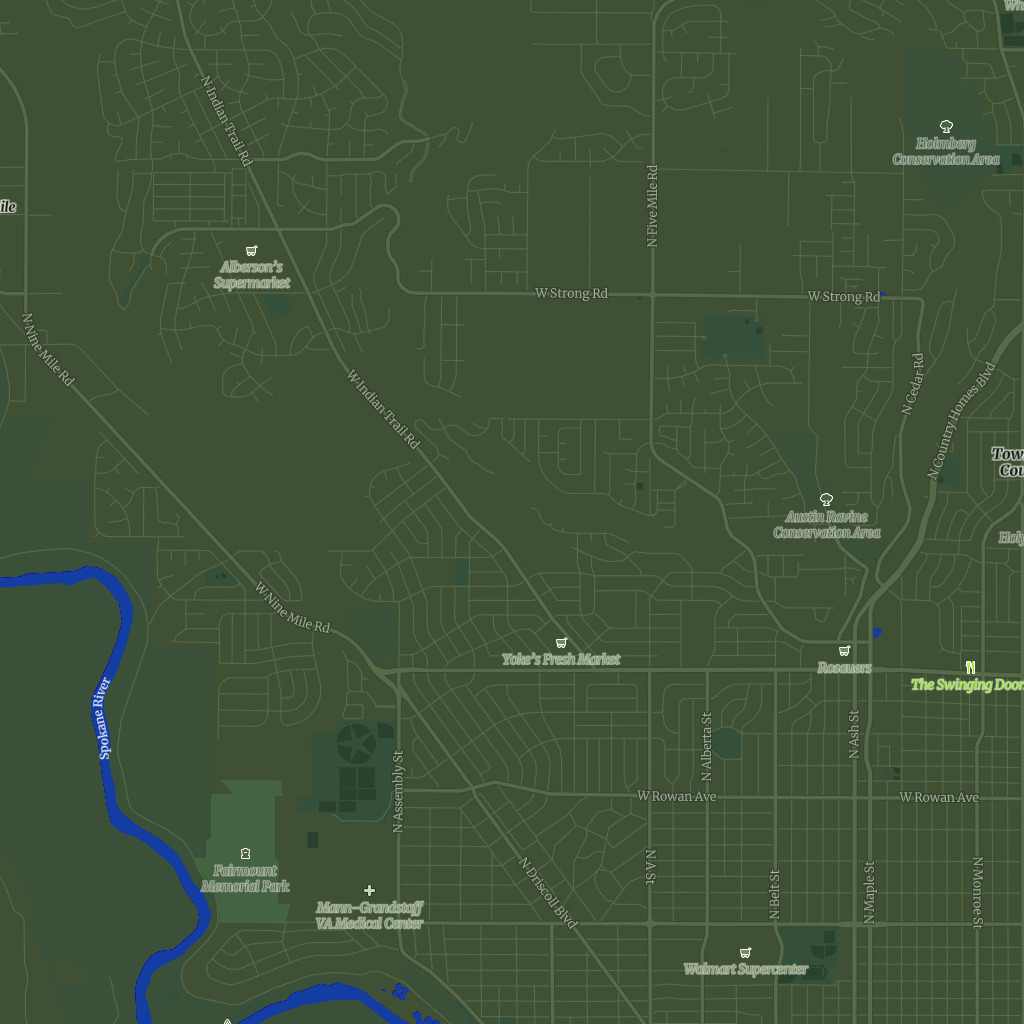 N Indian Trail Rd
Holmberg
Conservation Area
N Five Mile Rd
Alberson's
Supermarket
W Strong Rd
W Strong Rd
N Nine Mile Rd
W Indian Trail Rd
N Cedar Rd
N Country Homes Blvd
Austin Ravine
Conservation Area
W Nine Mile Rd
Yoke's Fresh Market
Rosauers
The Swinging Doors
Spokane River
N Assembly St
N Alberta St
N Ash St
W Rowan Ave
W Rowan Ave
Fairmount
Memorial Park
Mann-Grandstaff
VA Medical Center
N Driscoll Blvd
N A St
N Belt St
N Maple St
N Monroe St
Walmart Supercenter